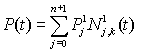 P(t) = \sum_{j=0}^{n+1} P_j^1 N_{j,k}^1 (t)